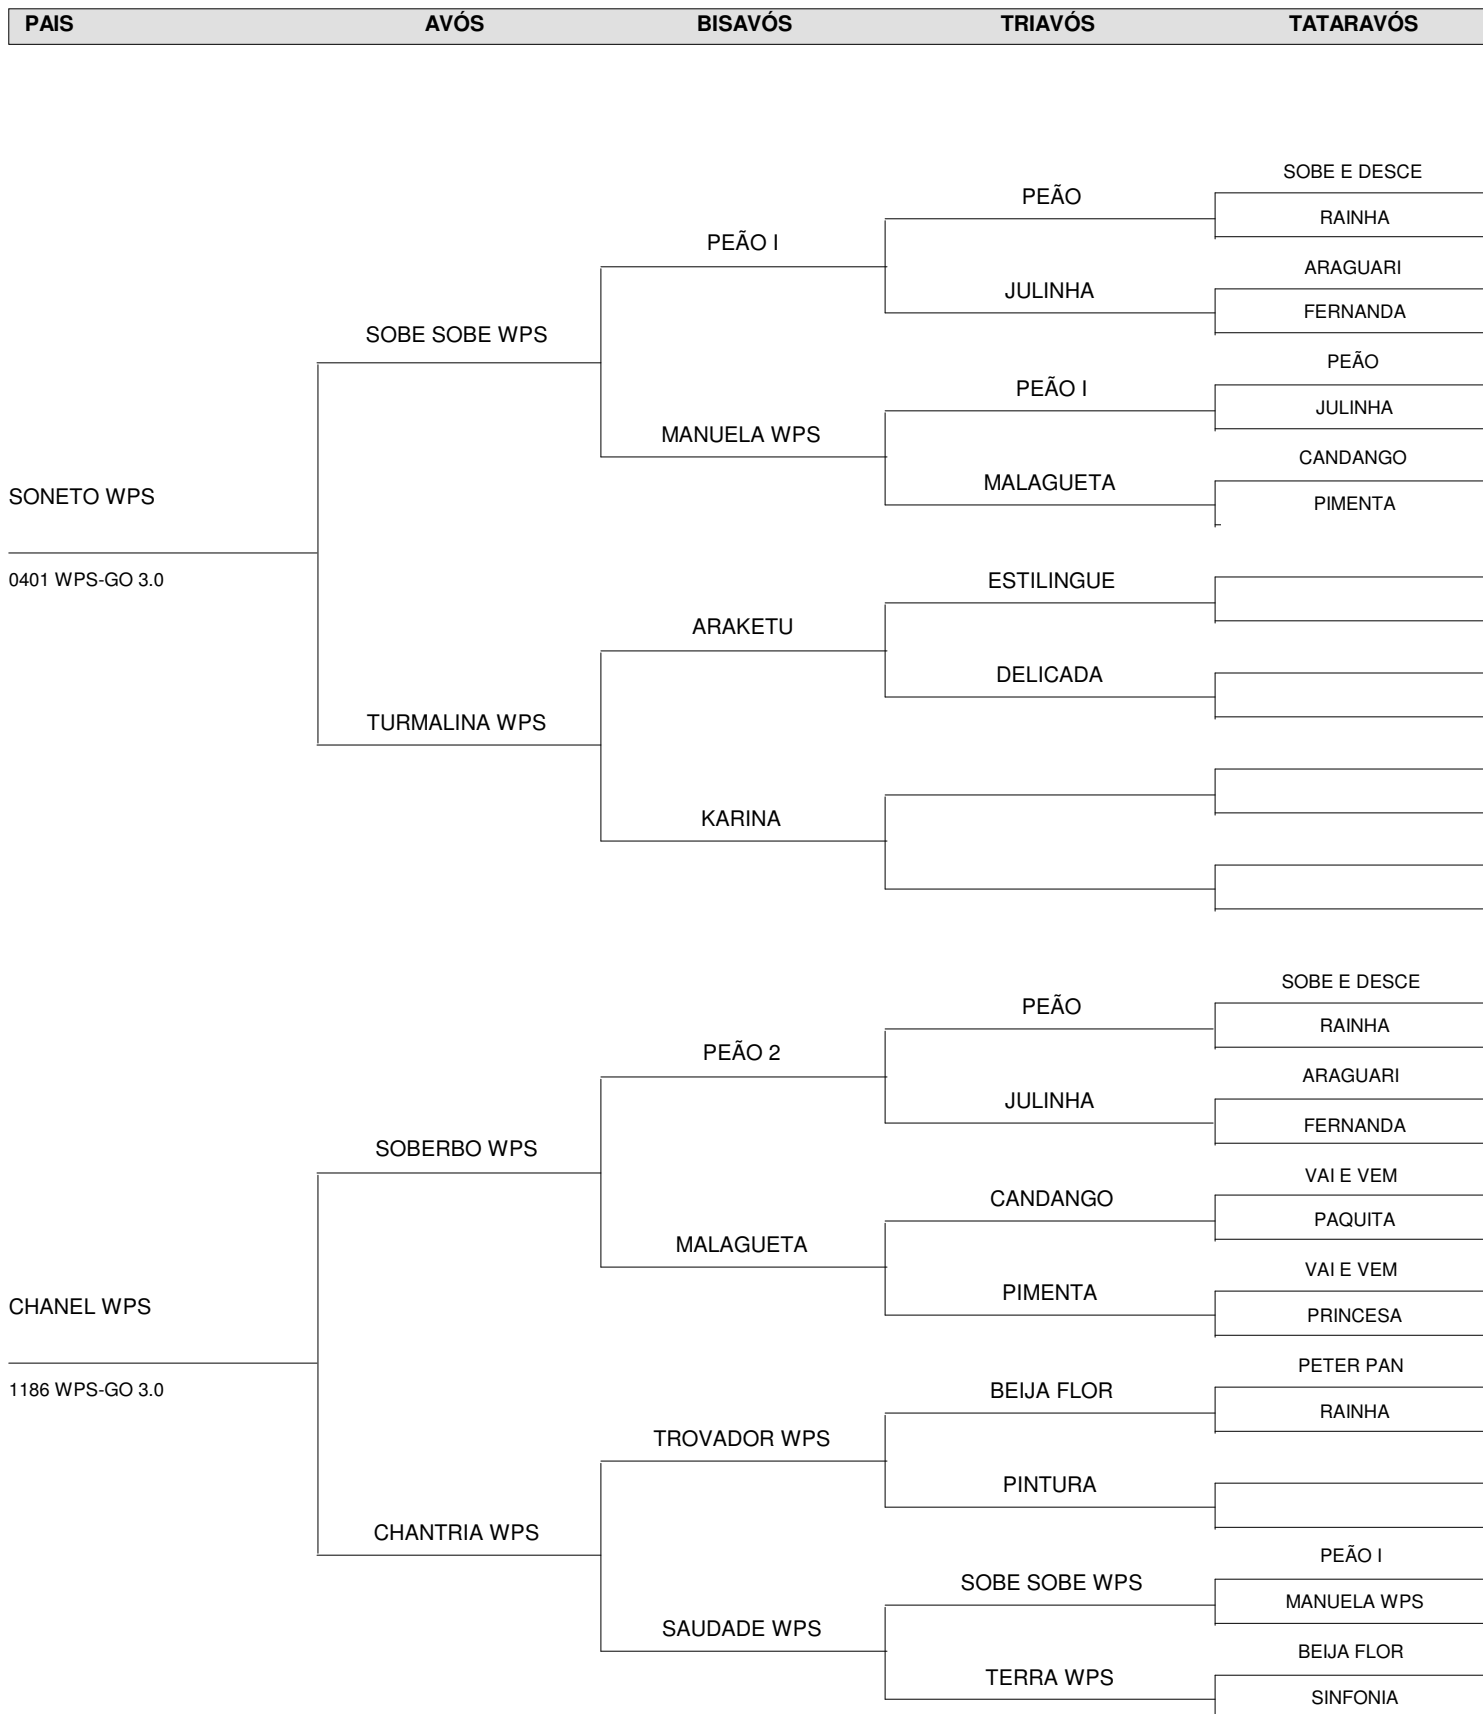 PAIS AVÓS BISAVÓS TRIAVÓS TATARAVÓS
SOBE E DESCE
PEÃO
RAINHA
PEÃO I
ARAGUARI
JULINHA
FERNANDA
SOBE SOBE WPS
PEÃO
PEÃO I
JULINHA
MANUELA WPS
CANDANGO
MALAGUETA
SONETO WPS
PIMENTA
0401 WPS-GO 3.0
ESTILINGUE
ARAKETU
DELICADA
TURMALINA WPS
KARINA
SOBE E DESCE
PEÃO
RAINHA
PEÃO 2
ARAGUARI
JULINHA
FERNANDA
SOBERBO WPS
VAI E VEM
CANDANGO
PAQUITA
MALAGUETA
VAI E VEM
PIMENTA
CHANEL WPS
PRINCESA
PETER PAN
1186 WPS-GO 3.0
BEIJA FLOR
RAINHA
TROVADOR WPS
PINTURA
CHANTRIA WPS
PEÃO I
SOBE SOBE WPS
MANUELA WPS
SAUDADE WPS
BEIJA FLOR
TERRA WPS
SINFONIA